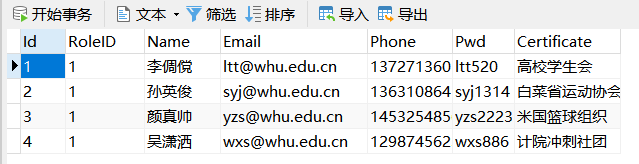 开始事务 文本 筛选 排序 导入 导出
Id RoleID Name Email Phone Pwd Certificate
1 1 李倜傥 ltt@whu.edu.cn 137271360 ltt520 高校学生会
2 1 孙英俊 syj@whu.edu.cn 136310864 syj1314 白菜省运动协会
3 1 颜真帅 yzs@whu.edu.cn 145325485 yzs2223 米国篮球组织
4 1 吴潇洒 wxs@whu.edu.cn 129874562 wxs886 计院冲刺社团